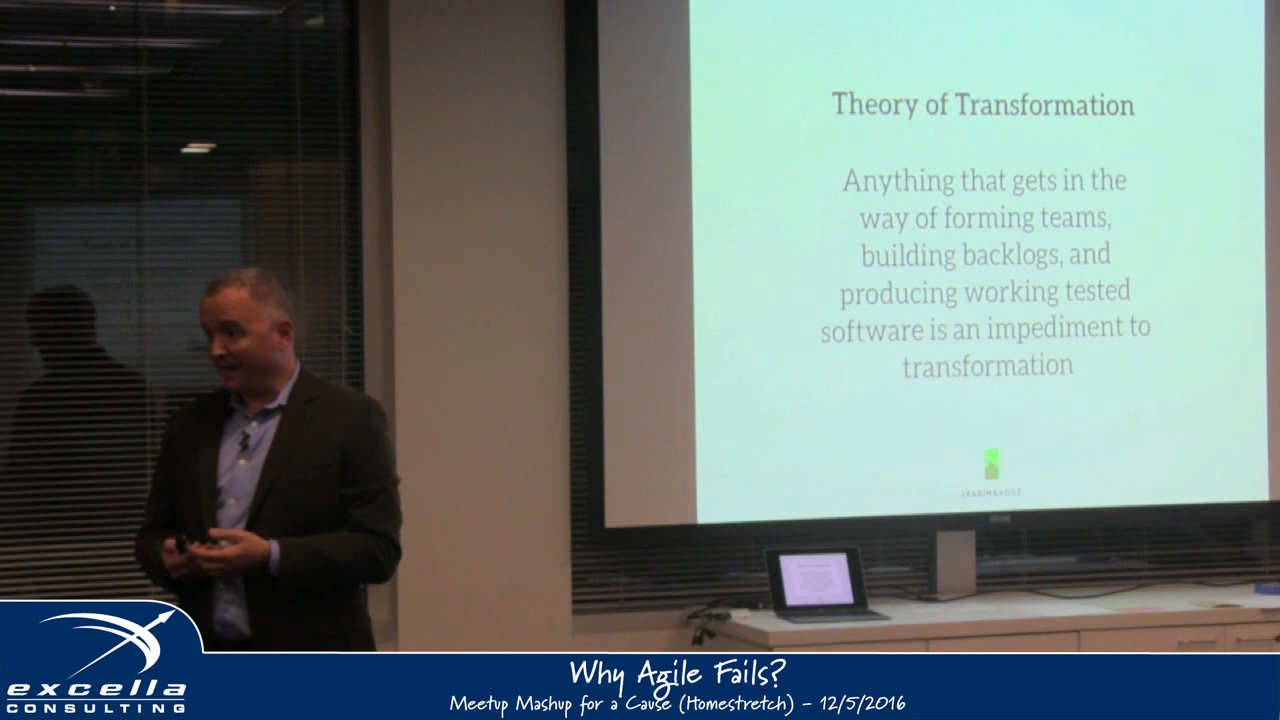 Theory of Transformation
Anything that gets in the
way of forming teams,
building backlogs, and
producing working tested
software is an impediment to
transformation
LEADINGAGILE
excella
CONSULTING
Why Agile Fails?
Meetup Mashup for a Cause (Homestretch) - 12/5/2016